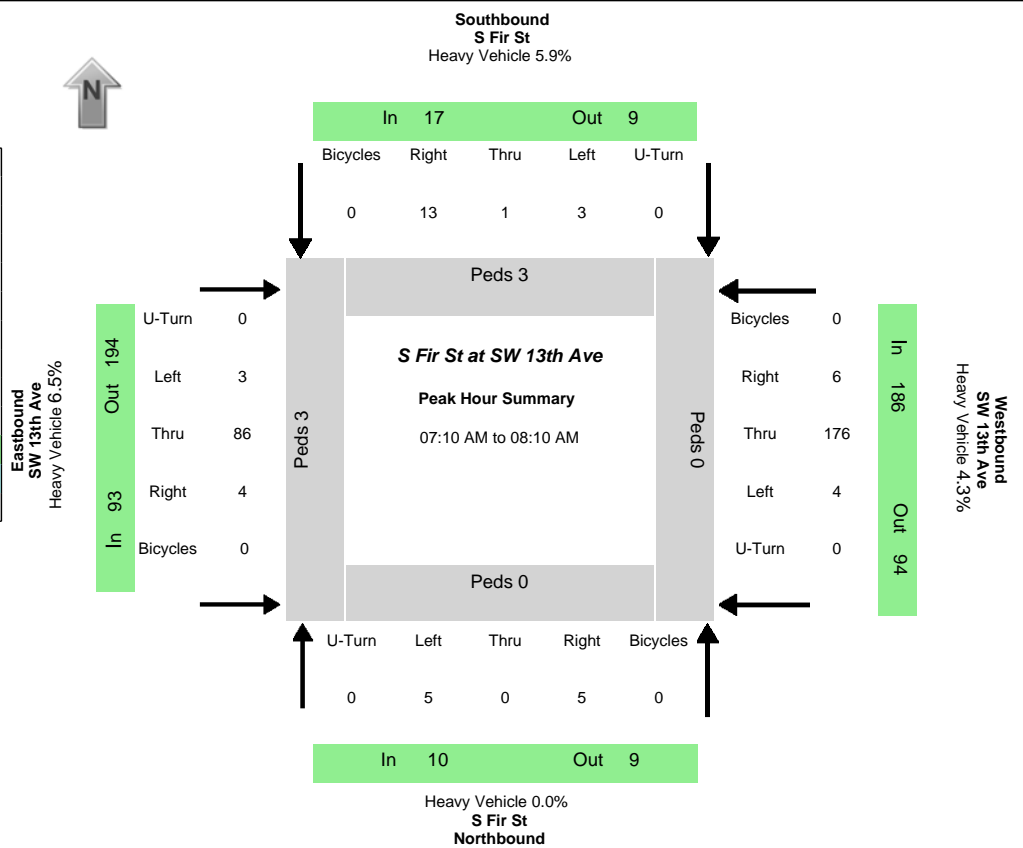 Southbound
S Fir St
Heavy Vehicle 5.9%
N
In 17 Out 9
Bicycles Right Thru Left U-Turn
0 13 1 3 0
Peds 3
Eastbound
SW 13th Ave
Heavy Vehicle 6.5%
In 93 Out 194
U-Turn 0
Left 3
Thru 86
Right 4
Bicycles 0
Peds 3
S Fir St at SW 13th Ave
Peak Hour Summary
07:10 AM to 08:10 AM
Peds 0
Bicycles 0
Right 6
Thru 176
Left 4
U-Turn 0
In 186 Out 94
Westbound
SW 13th Ave
Heavy Vehicle 4.3%
Peds 0
U-Turn Left Thru Right Bicycles
0 5 0 5 0
In 10 Out 9
Heavy Vehicle 0.0%
S Fir St
Northbound